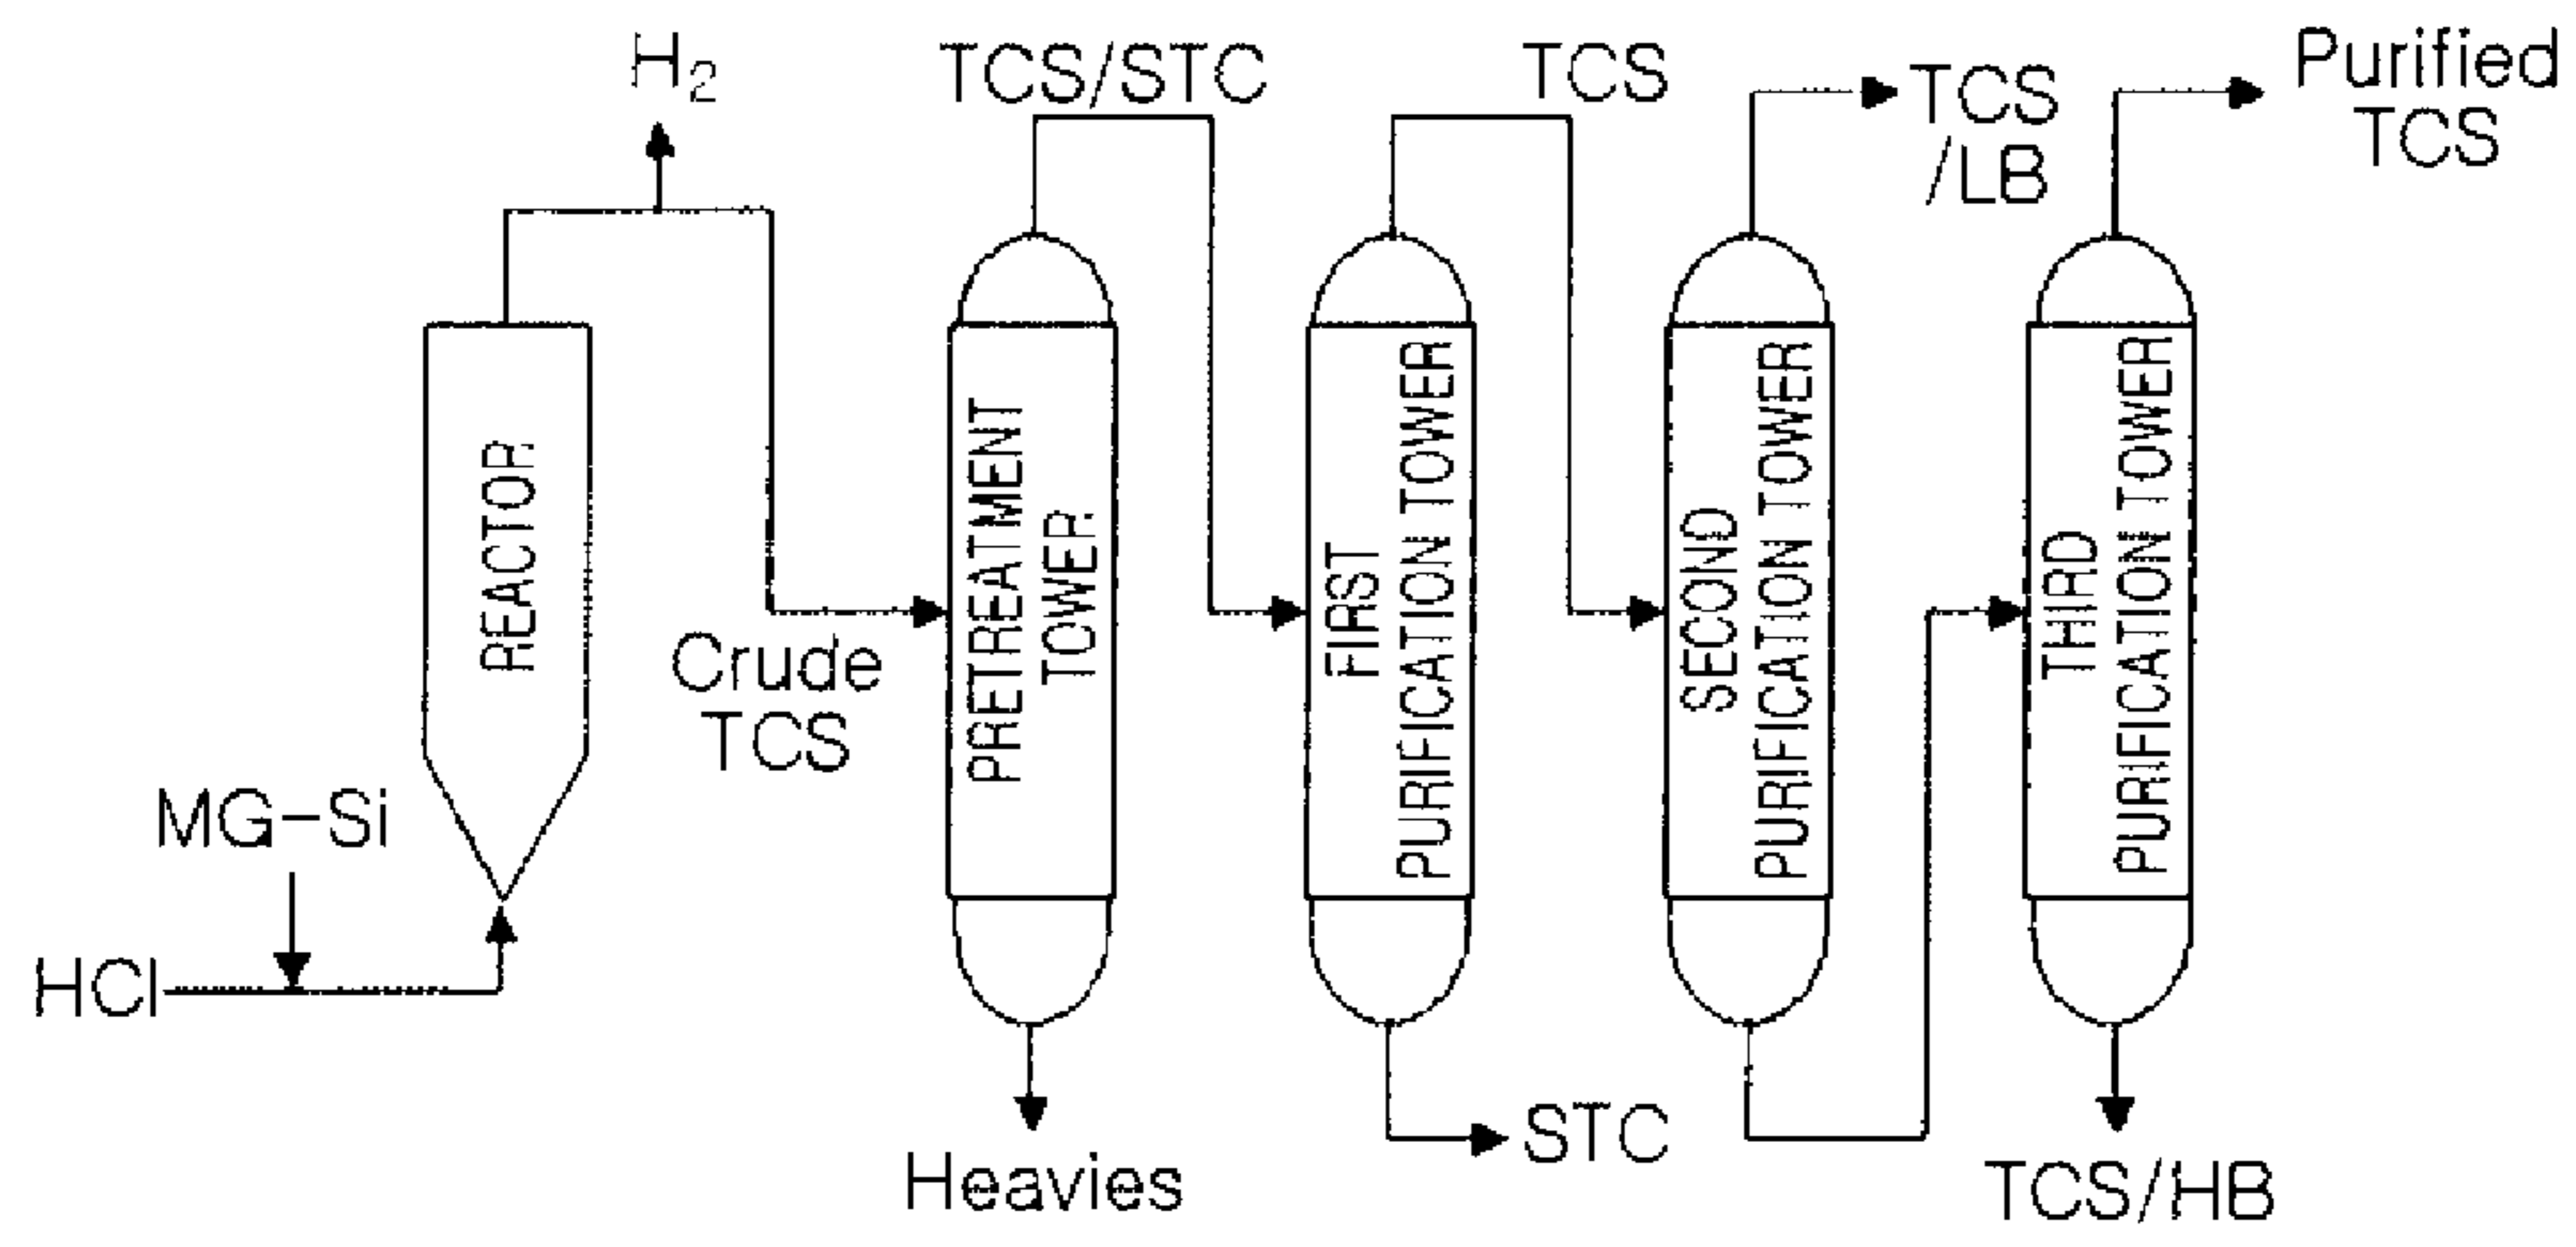 H2
TCS/STC
TCS
TCS
/LB
Purified
TCS
REACTOR
PRETREATMENT
TOWER
FIRST
PURIFICATION TOWER
SECOND
PURIFICATION TOWER
THIRD
PURIFICATION TOWER
Crude
TCS
MG-Si
HCl
Heavies
STC
TCS/HB